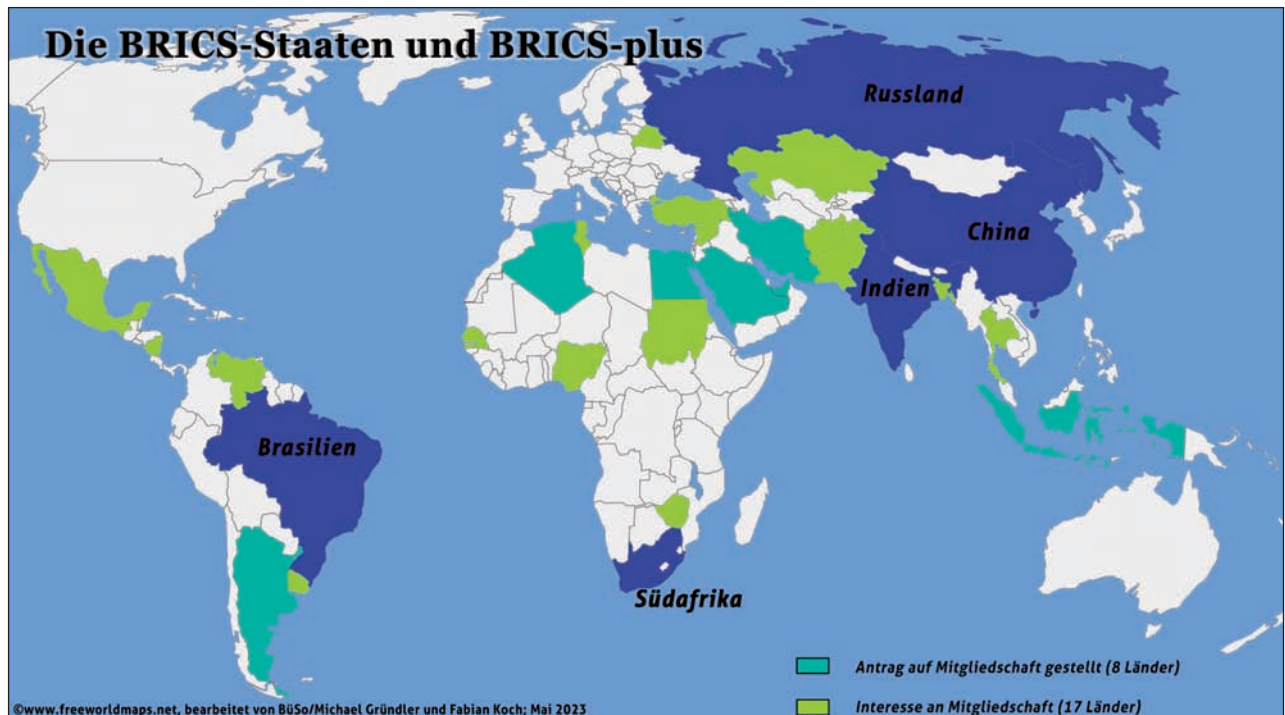 Die BRICS-Staaten und BRICS-plus
Russland
China
Indien
Brasilien
Südafrika
Antrag auf Mitgliedschaft gestellt (8 Länder)
Interesse an Mitgliedschaft (17 Länder)
©www.freeworldmaps.net, bearbeitet von BüSo/Michael Gründler und Fabian Koch; Mai 2023